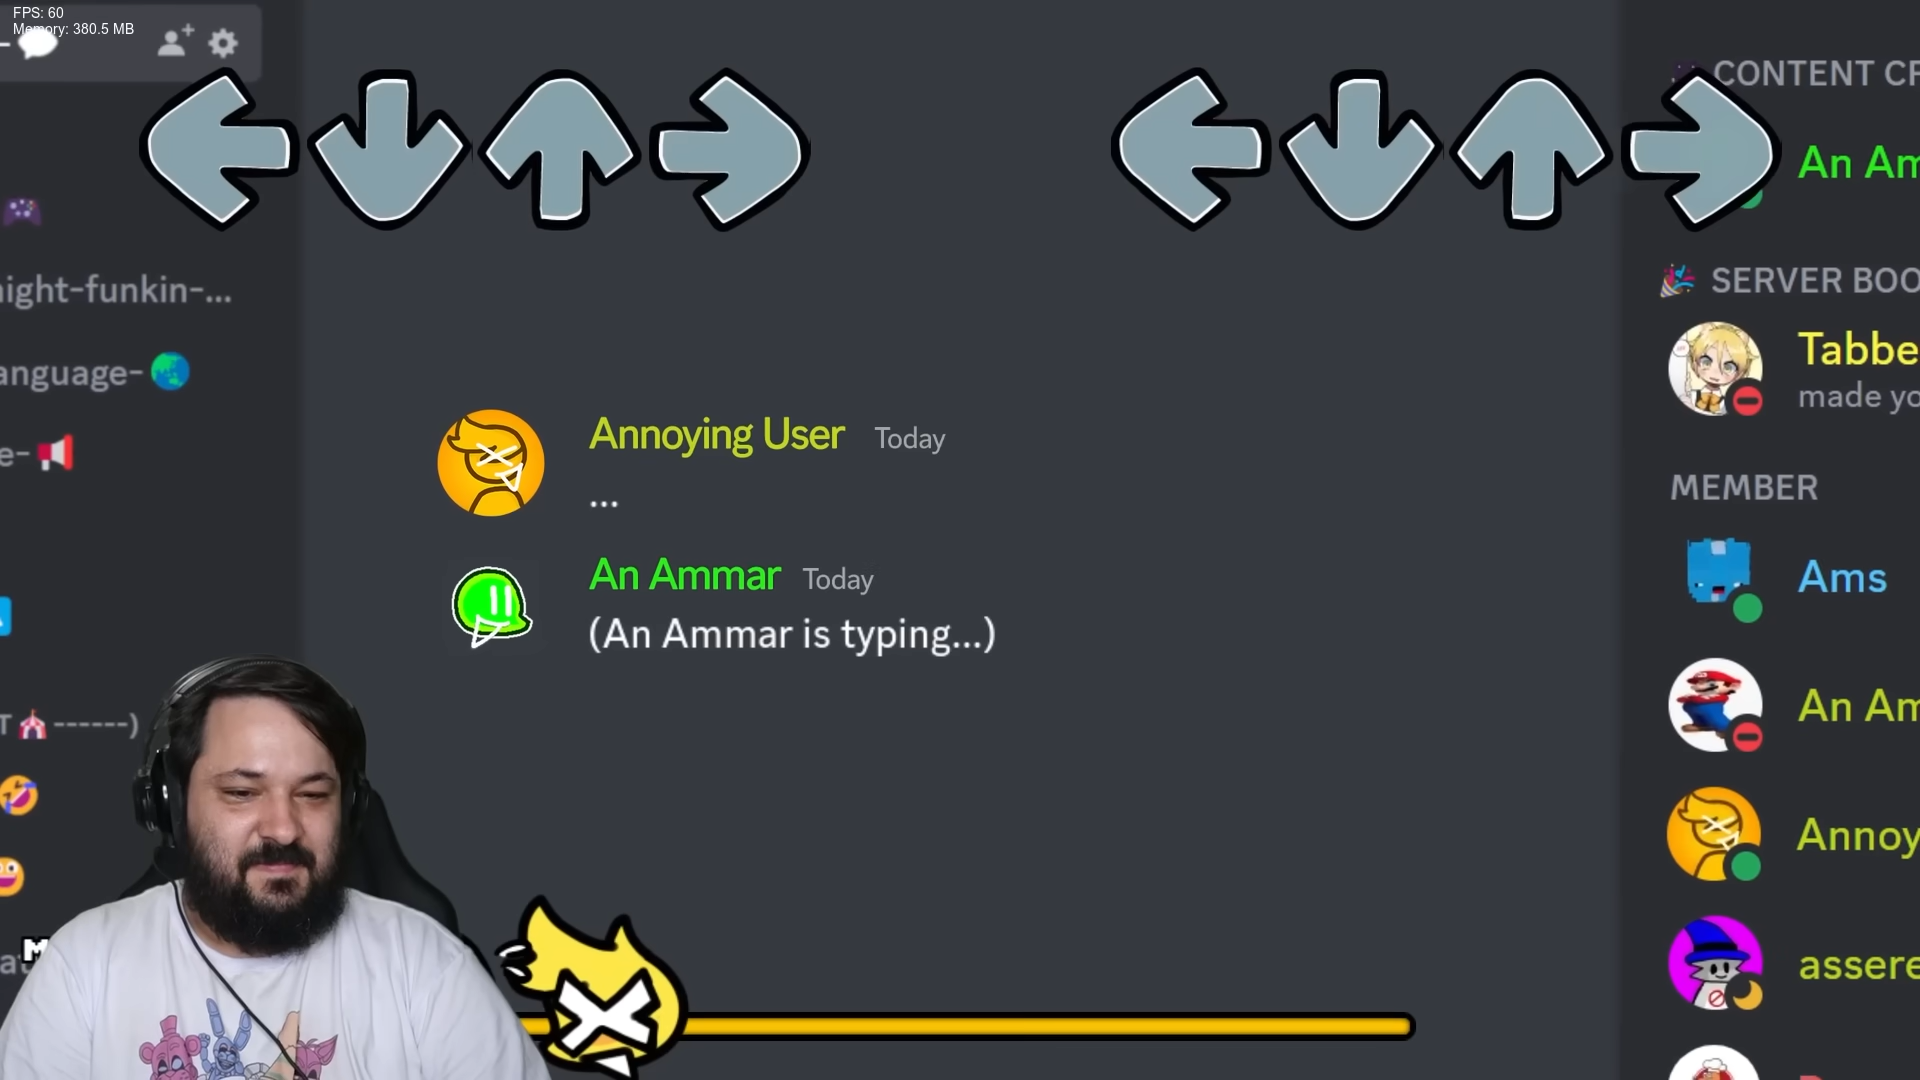 FPS: 60
Memory: 380.5 MB
CONTENT CR
An Am
night-funkin-...
SERVER BOO
anguage-
Tabbe
made yo
e-
Annoying User Today
...
An Ammar Today
(An Ammar is typing...)
MEMBER
Ams
An Am
T ------)
Annoy
assere
M